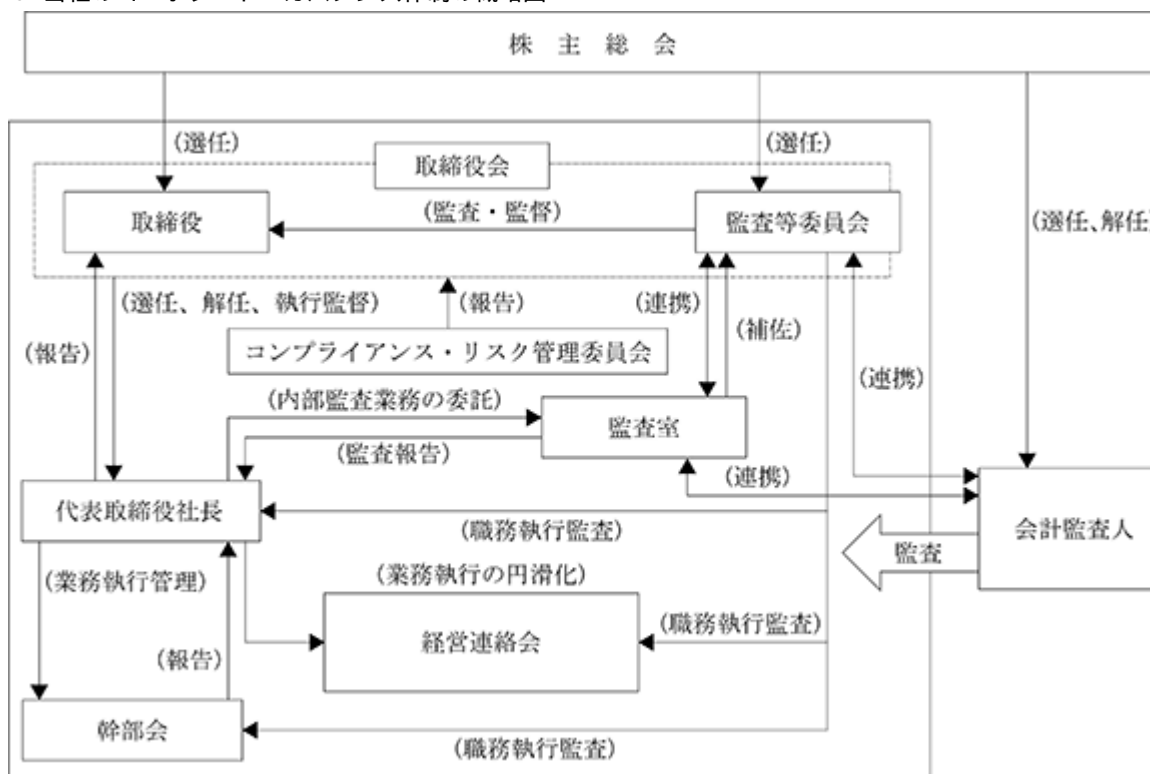 株 主 総 会
(選任)
(選任)
(選任、解任)
取締役会
取締役
(監査・監督)
監査等委員会
(選任、解任、執行監督)
(報告)
(連携)
(補佐)
(報告)
コンプライアンス・リスク管理委員会
(連携)
(内部監査業務の委託)
監査室
(監査報告)
(連携)
代表取締役社長
(職務執行監査)
会計監査人
監査
(業務執行管理)
(業務執行の円滑化)
経営連絡会
(職務執行監査)
(報告)
幹部会
(職務執行監査)